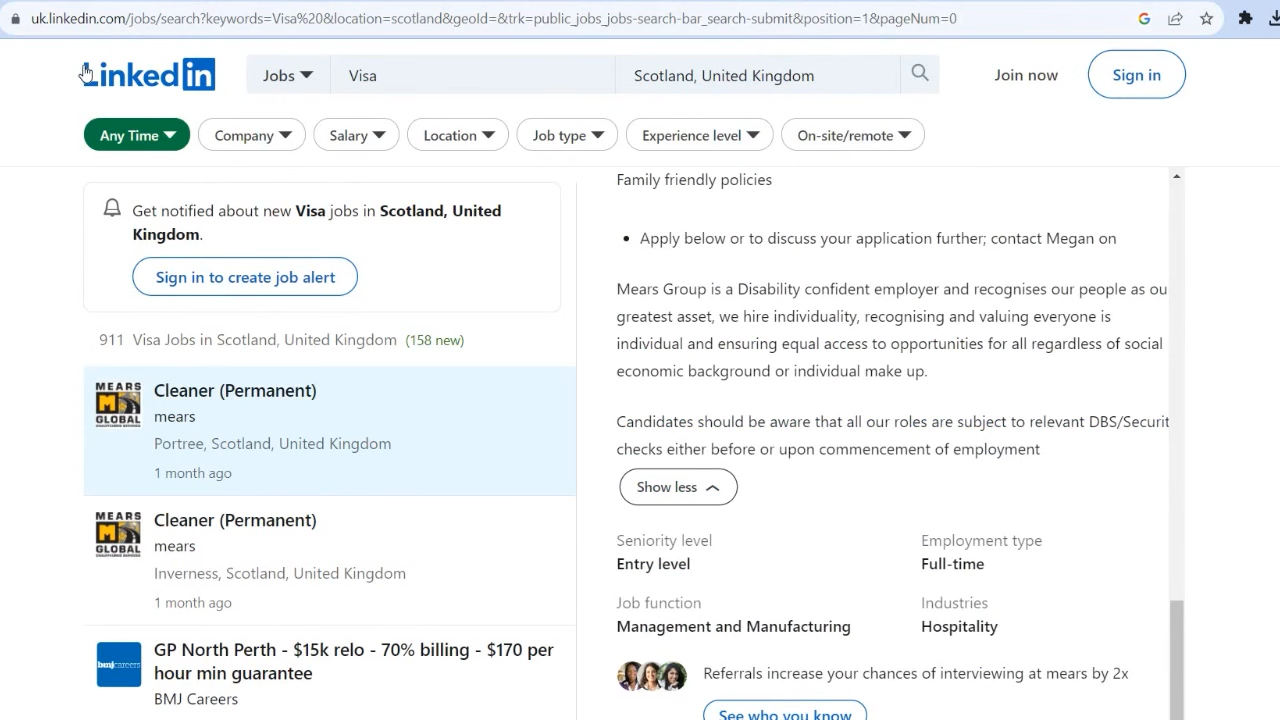 uk.linkedin.com/jobs/search?keywords=Visa%20&location=scotland&geoId=&trk=public_jobs_jobs-search-bar_search-submit&position=1&pageNum=0
Linkedin
Jobs
Visa
Scotland, United Kingdom
Join now
Sign in
Any Time
Company
Salary
Location
Job type
Experience level
On-site/remote
Get notified about new Visa jobs in Scotland, United
Kingdom.
Sign in to create job alert
911 Visa Jobs in Scotland, United Kingdom (158 new)
MEARS
GLOBAL
Cleaner (Permanent)
mears
Portree, Scotland, United Kingdom
1 month ago
MEARS
GLOBAL
Cleaner (Permanent)
mears
Inverness, Scotland, United Kingdom
1 month ago
bmjcareers
GP North Perth - $15k relo - 70% billing - $170 per
hour min guarantee
BMJ Careers
Family friendly policies
• Apply below or to discuss your application further; contact Megan on
Mears Group is a Disability confident employer and recognises our people as ou
greatest asset, we hire individuality, recognising and valuing everyone is
individual and ensuring equal access to opportunities for all regardless of social
economic background or individual make up.
Candidates should be aware that all our roles are subject to relevant DBS/Securit
checks either before or upon commencement of employment
Show less
Seniority level
Entry level
Employment type
Full-time
Job function
Management and Manufacturing
Industries
Hospitality
Referrals increase your chances of interviewing at mears by 2x
See who you know